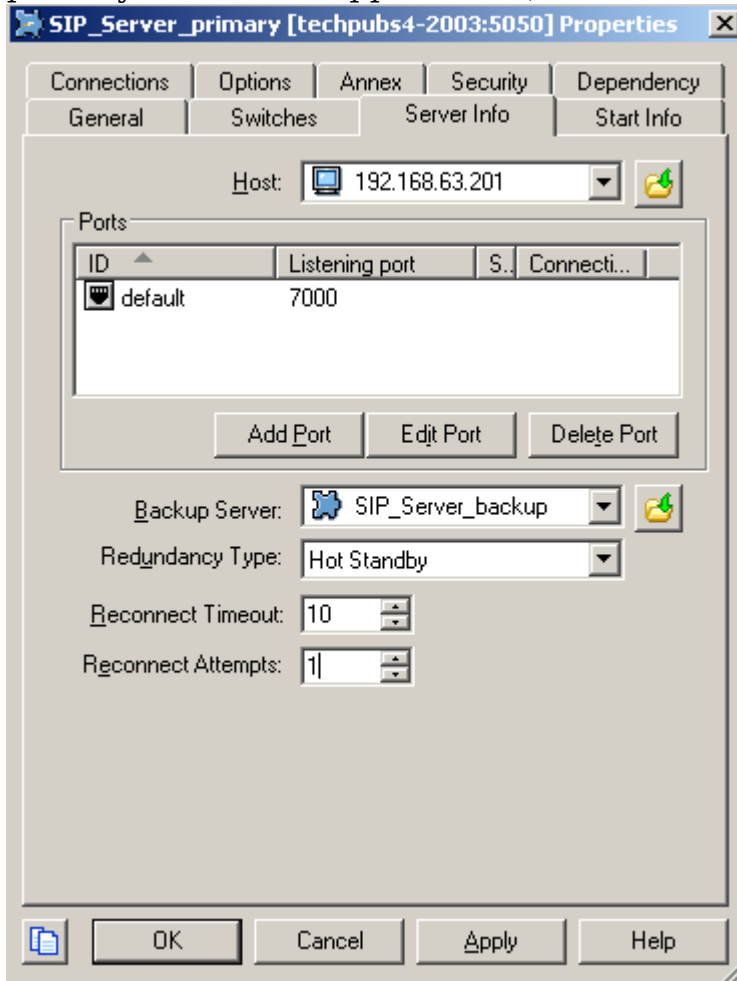 SIP_Server_primary [techpubs4-2003:5050] Properties
Connections Options Annex Security Dependency
General Switches Server Info Start Info
Host: 192.168.63.201
Ports
ID Listening port S.. Connecti...
default 7000
Add Port Edit Port Delete Port
Backup Server: SIP_Server_backup
Redundancy Type: Hot Standby
Reconnect Timeout: 10
Reconnect Attempts: 1
OK Cancel Apply Help